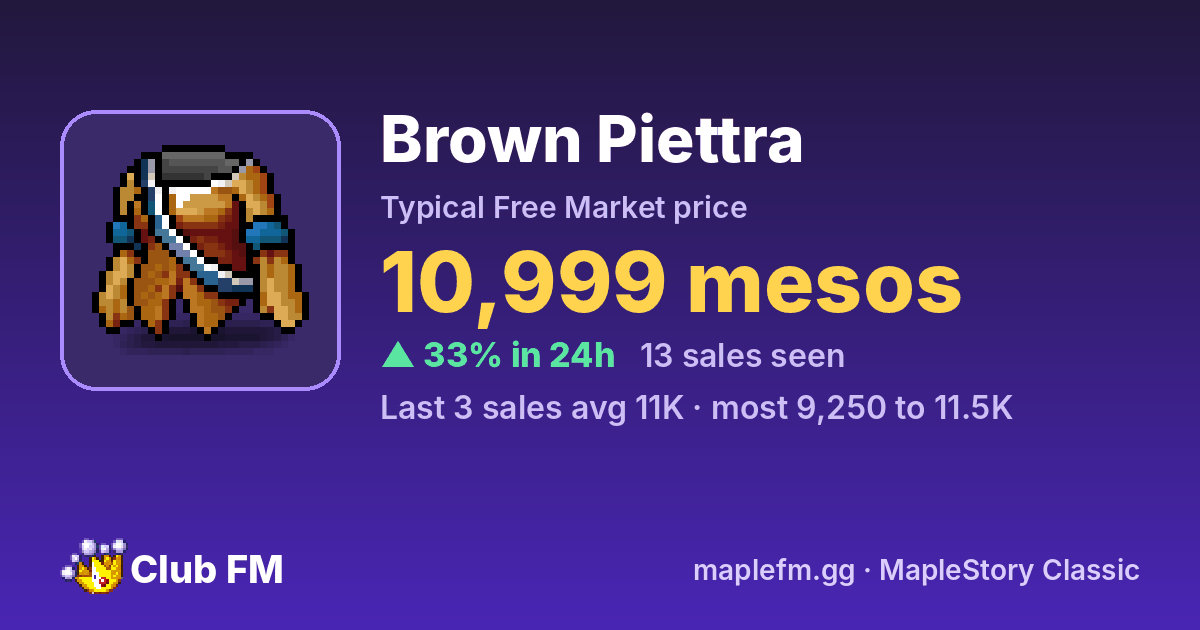 Brown Piettra
Typical Free Market price
10,999 mesos
▲ 33% in 24h 13 sales seen
Last 3 sales avg 11K · most 9,250 to 11.5K
Club FM
maplefm.gg · MapleStory Classic